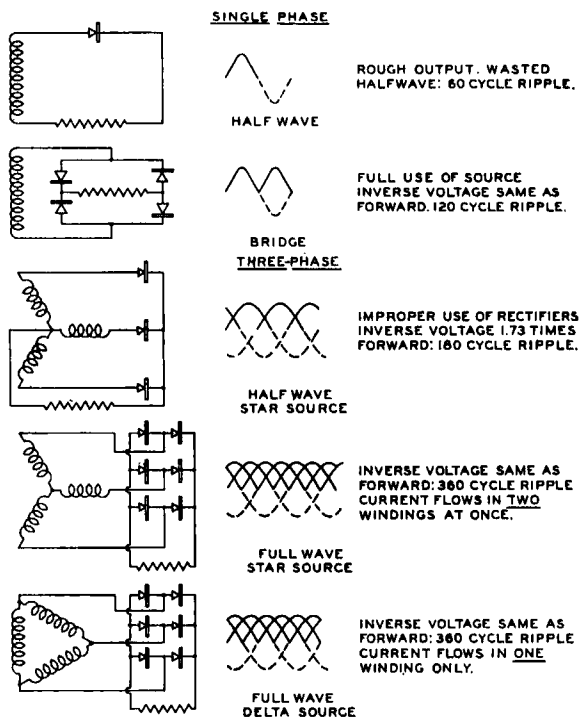 SINGLE PHASE
HALF WAVE
ROUGH OUTPUT. WASTED
HALFWAVE: 60 CYCLE RIPPLE.
BRIDGE
FULL USE OF SOURCE
INVERSE VOLTAGE SAME AS
FORWARD. 120 CYCLE RIPPLE.
THREE-PHASE
HALF WAVE
STAR SOURCE
IMPROPER USE OF RECTIFIERS
INVERSE VOLTAGE 1.73 TIMES
FORWARD: 180 CYCLE RIPPLE.
FULL WAVE
STAR SOURCE
INVERSE VOLTAGE SAME AS
FORWARD: 360 CYCLE RIPPLE
CURRENT FLOWS IN TWO
WINDINGS AT ONCE.
FULL WAVE
DELTA SOURCE
INVERSE VOLTAGE SAME AS
FORWARD: 360 CYCLE RIPPLE
CURRENT FLOWS IN ONE
WINDING ONLY.